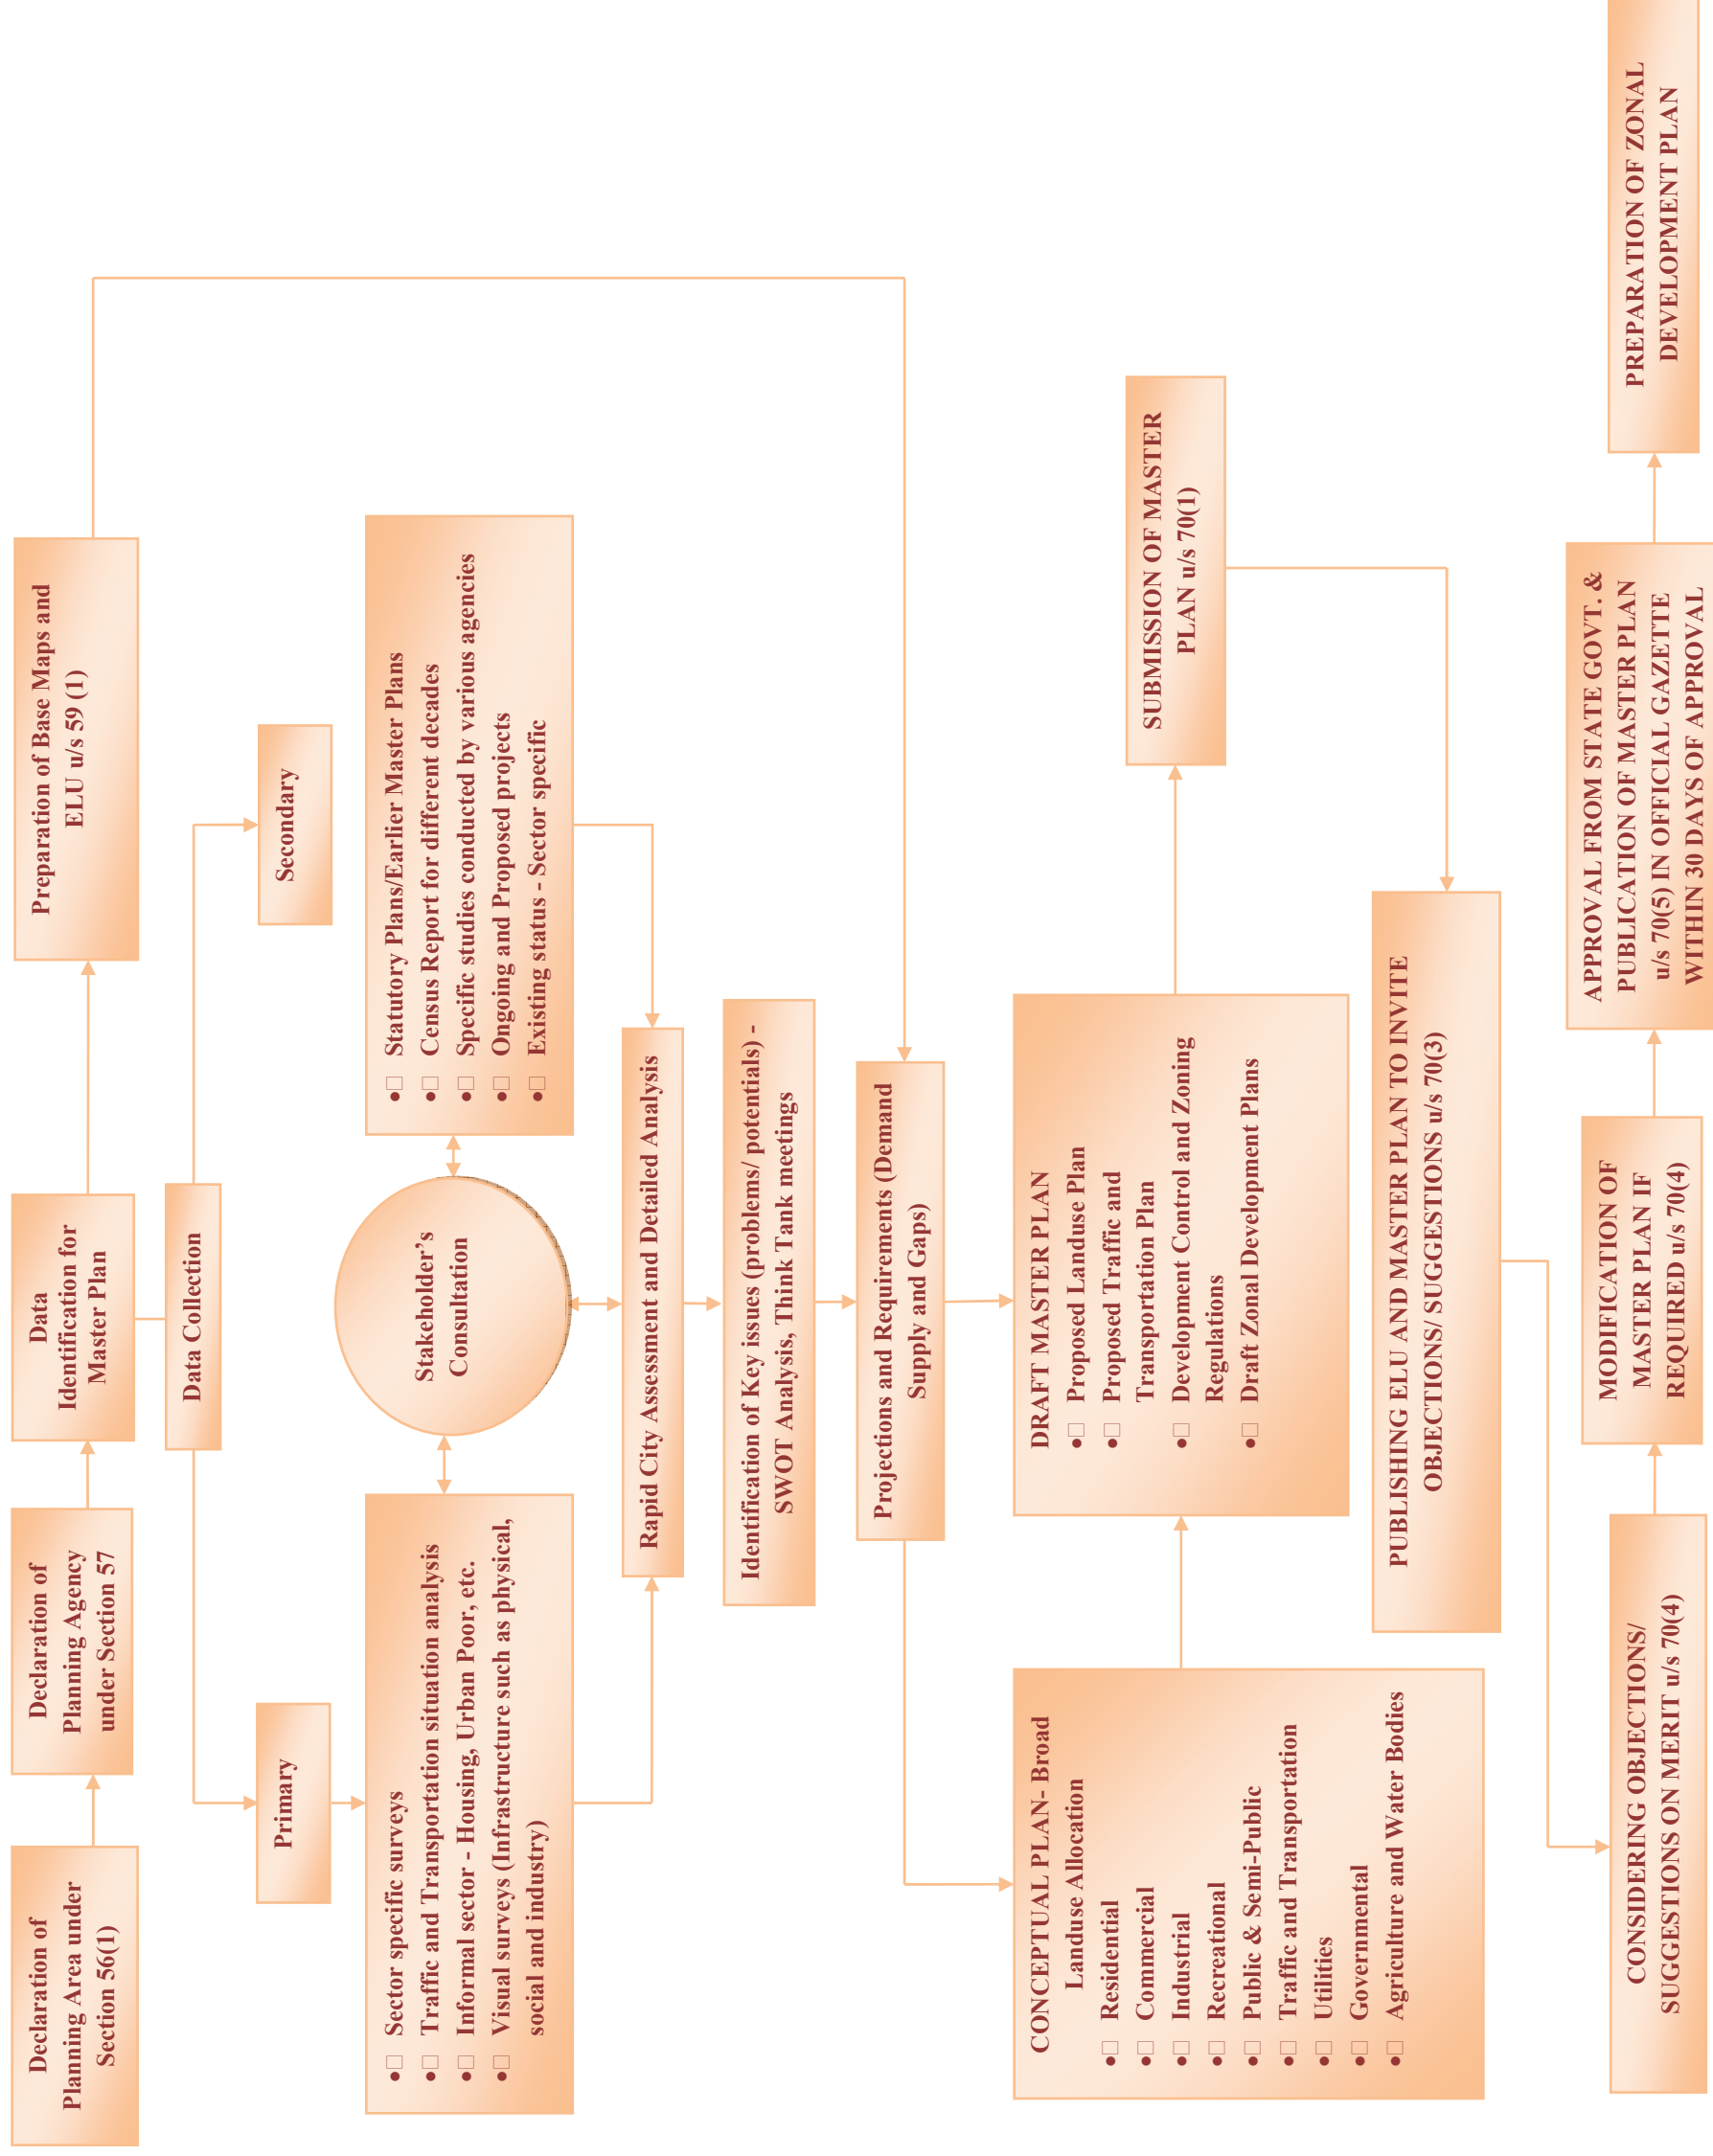 Declaration of
Planning Area under
Section 56(1)
Declaration of
Planning Agency
under Section 57
Data
Identification for
Master Plan
Preparation of Base Maps and
ELU u/s 59 (1)
Data Collection
Primary
Secondary
•□ Sector specific surveys
•□ Traffic and Transportation situation analysis
•□ Informal sector - Housing, Urban Poor, etc.
•□ Visual surveys (Infrastructure such as physical,
social and industry)
Stakeholder’s
Consultation
•□ Statutory Plans/Earlier Master Plans
•□ Census Report for different decades
•□ Specific studies conducted by various agencies
•□ Ongoing and Proposed projects
•□ Existing status - Sector specific
Rapid City Assessment and Detailed Analysis
Identification of Key issues (problems/ potentials) -
SWOT Analysis, Think Tank meetings
Projections and Requirements (Demand
Supply and Gaps)
CONCEPTUAL PLAN- Broad
Landuse Allocation
•□ Residential
•□ Commercial
•□ Industrial
•□ Recreational
•□ Public & Semi-Public
•□ Traffic and Transportation
•□ Utilities
•□ Governmental
•□ Agriculture and Water Bodies
DRAFT MASTER PLAN
•□ Proposed Landuse Plan
•□ Proposed Traffic and
Transportation Plan
•□ Development Control and Zoning
Regulations
•□ Draft Zonal Development Plans
SUBMISSION OF MASTER
PLAN u/s 70(1)
PUBLISHING ELU AND MASTER PLAN TO INVITE
OBJECTIONS/ SUGGESTIONS u/s 70(3)
CONSIDERING OBJECTIONS/
SUGGESTIONS ON MERIT u/s 70(4)
MODIFICATION OF
MASTER PLAN IF
REQUIRED u/s 70(4)
APPROVAL FROM STATE GOVT. &
PUBLICATION OF MASTER PLAN
u/s 70(5) IN OFFICIAL GAZETTE
WITHIN 30 DAYS OF APPROVAL
PREPARATION OF ZONAL
DEVELOPMENT PLAN